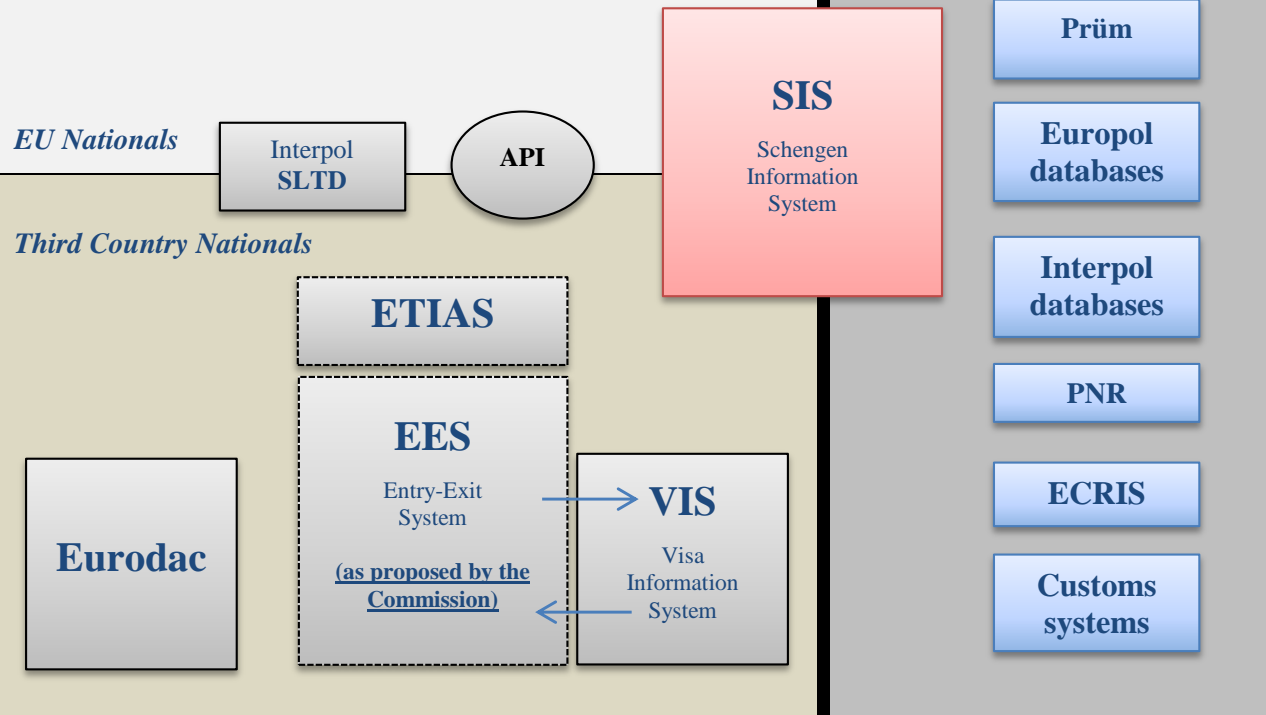 EU Nationals
Interpol
SLTD
API
SIS
Schengen
Information
System
Third Country Nationals
ETIAS
EES
Entry-Exit
System
(as proposed by the
Commission)
VIS
Visa
Information
System
Eurodac
Prüm
Europol
databases
Interpol
databases
PNR
ECRIS
Customs
systems